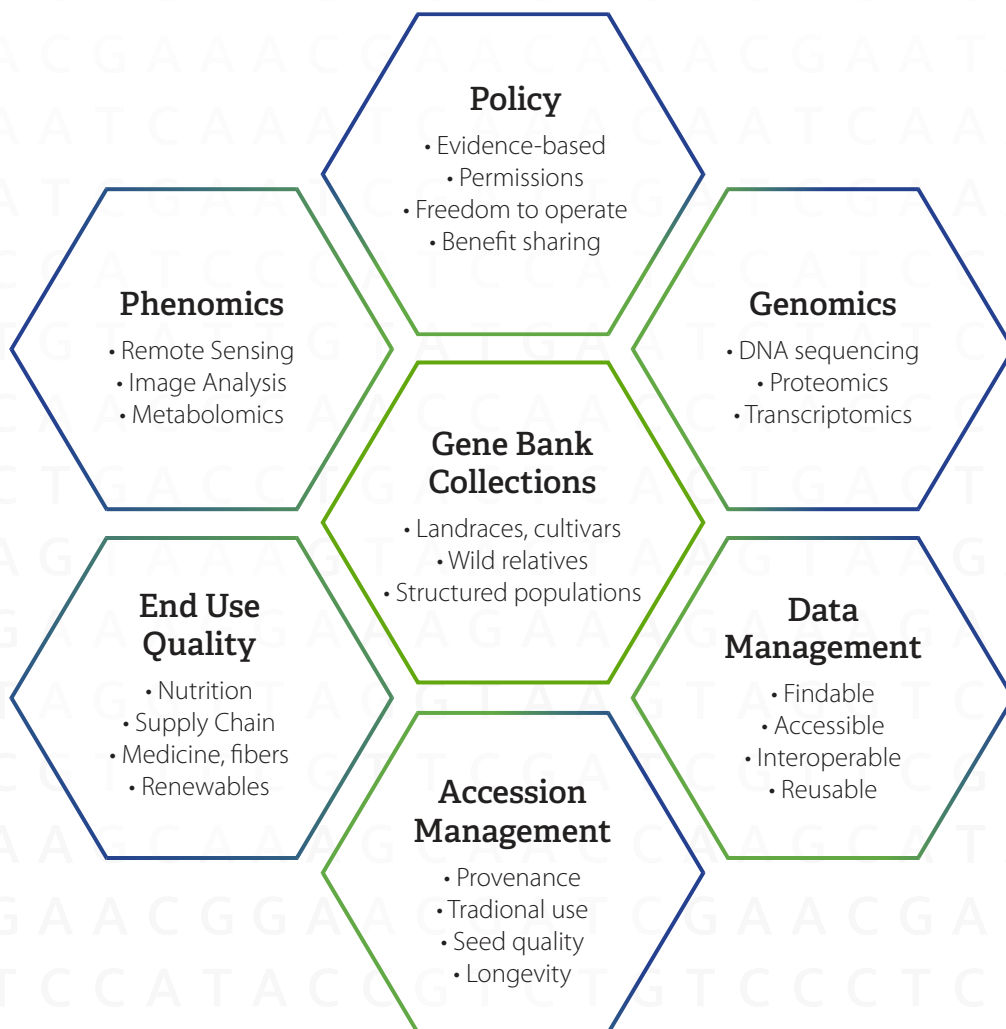 Policy
• Evidence-based
• Permissions
• Freedom to operate
• Benefit sharing
Phenomics
• Remote Sensing
• Image Analysis
• Metabolomics
Genomics
• DNA sequencing
• Proteomics
• Transcriptomics
Gene Bank
Collections
• Landraces, cultivars
• Wild relatives
• Structured populations
End Use
Quality
• Nutrition
• Supply Chain
• Medicine, fibers
• Renewables
Data
Management
• Findable
• Accessible
• Interoperable
• Reusable
Accession
Management
• Provenance
• Tradional use
• Seed quality
• Longevity